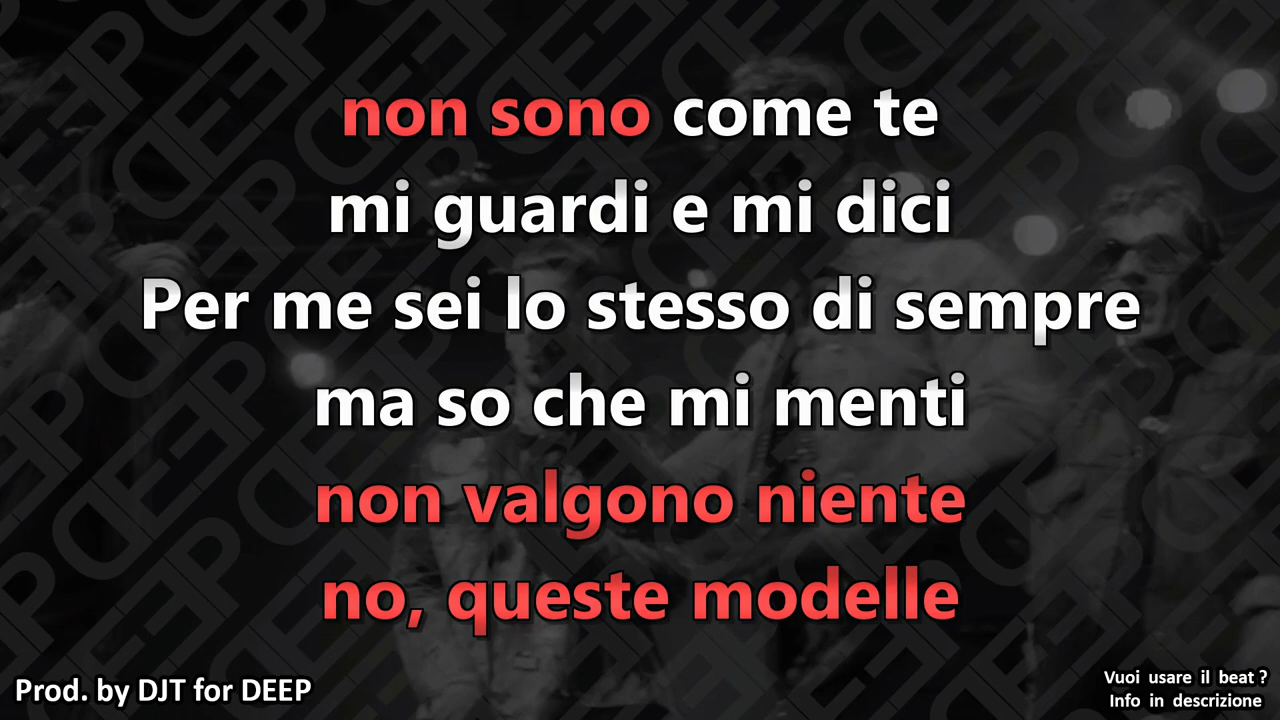 non sono come te
mi guardi e mi dici
Per me sei lo stesso di sempre
ma so che mi menti
non valgono niente
no, queste modelle
Prod. by DJT for DEEP
Vuoi usare il beat ?
Info in descrizione